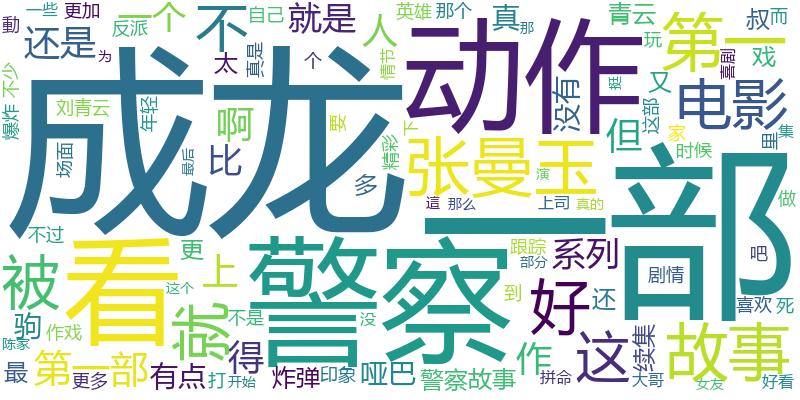 一些 更加 一个 不 就是 英雄 那个 青云 叔 而
動 反派 自己 真 那 玩
还是 太 真是 个 人 情节 动作 没有 挺 第一 戏 喜剧
不少 为 成龙 又 这部 电影
爆炸 刘青云 年轻 啊 要 下 但 家 里 集
场面 最后 比 多 精彩 张曼玉 时候
一部 這 那么 演 上司 真的 做
不过 看 更 上 警察 跟踪 系列 吧
被 这个 部分 剧情
驹 就 不是 没 到 好 还 喜欢 死
陈家 作戏 得 作 这 续集 故事
最 第一部 有点 炸弹 印象 哑巴
更多 打 开始 警察故事 拼命 大哥 女友 好看